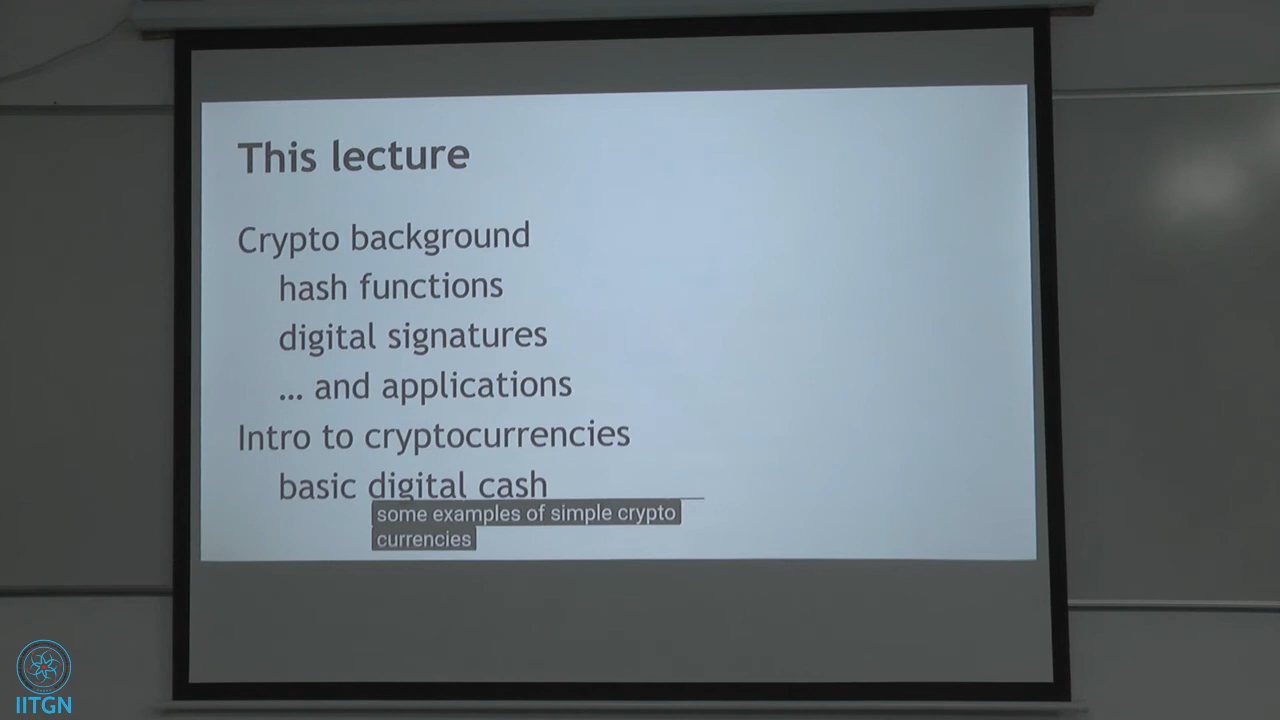 This lecture
Crypto background
hash functions
digital signatures
... and applications
Intro to cryptocurrencies
basic digital cash
some examples of simple crypto
currencies
IITGN